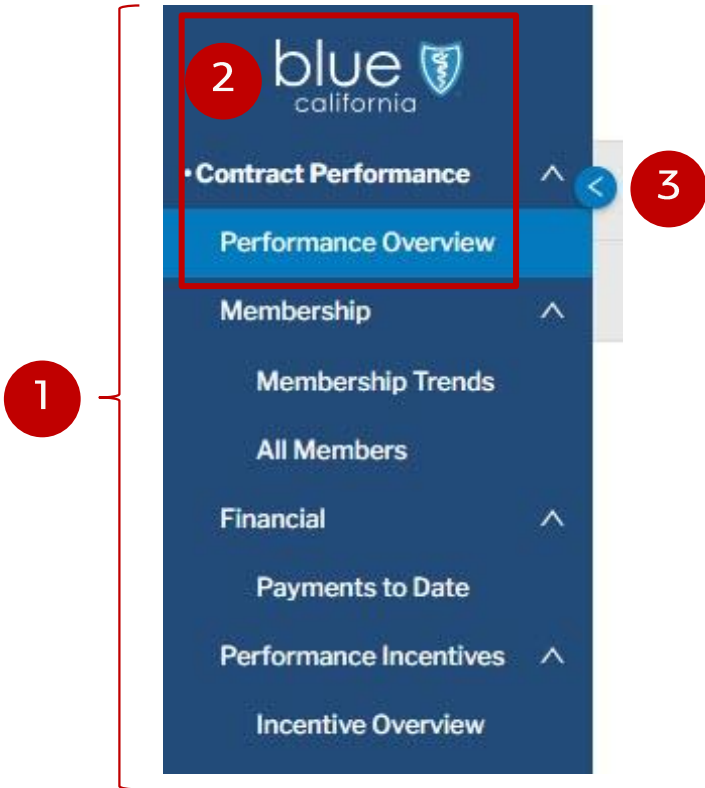 2
blue
california
• Contract Performance
3
Performance Overview
Membership
1
Membership Trends
All Members
Financial
Payments to Date
Performance Incentives
Incentive Overview